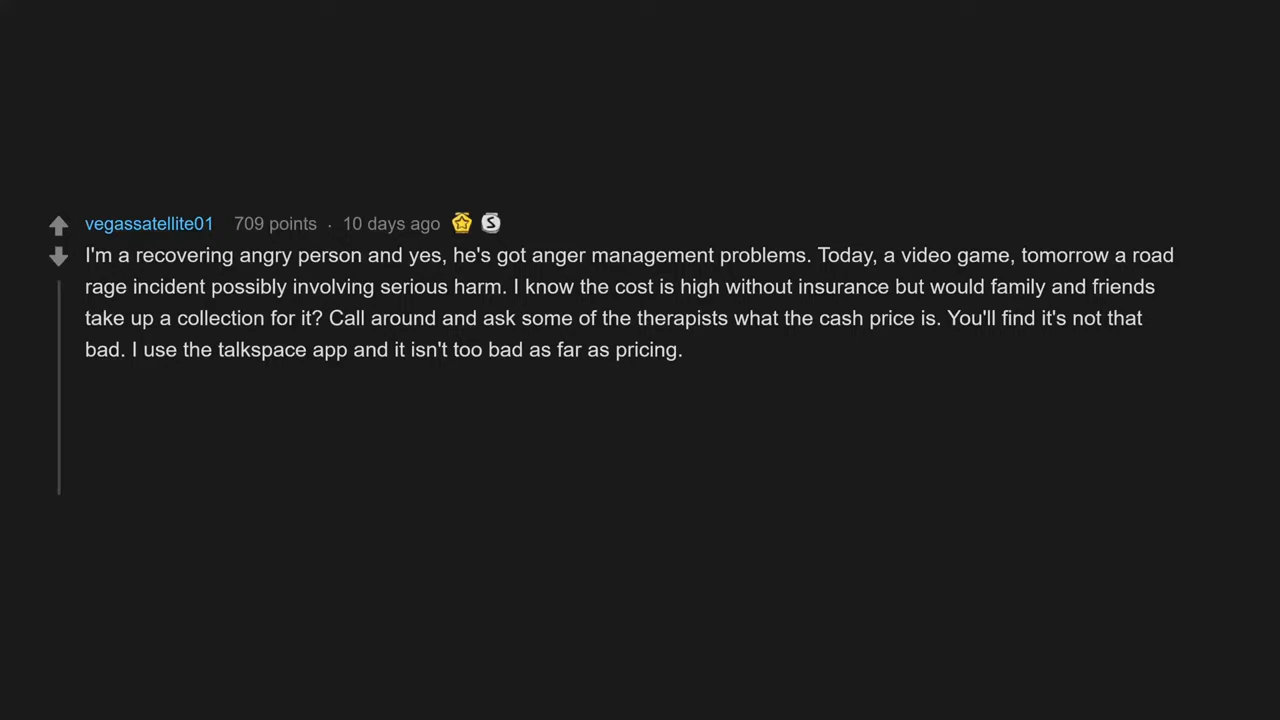 vegassatellite01 709 points · 10 days ago
I'm a recovering angry person and yes, he's got anger management problems. Today, a video game, tomorrow a road
rage incident possibly involving serious harm. I know the cost is high without insurance but would family and friends
take up a collection for it? Call around and ask some of the therapists what the cash price is. You'll find it's not that
bad. I use the talkspace app and it isn't too bad as far as pricing.